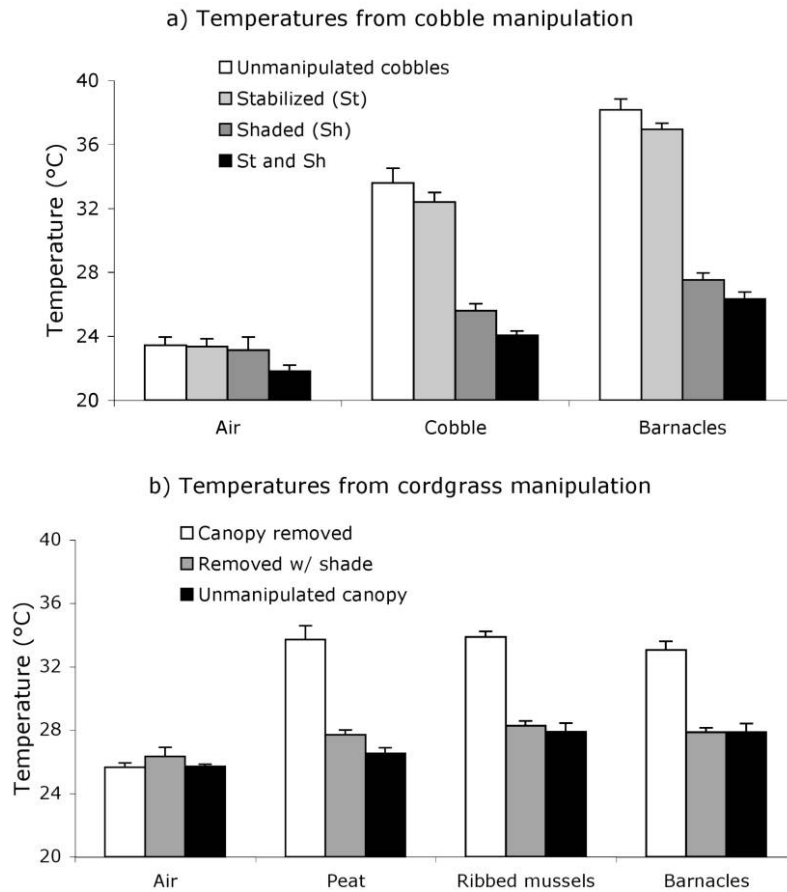 a) Temperatures from cobble manipulation
Unmanipulated cobbles
Stabilized (St)
Shaded (Sh)
St and Sh
Temperature (°C)
40
36
32
28
24
20
Air Cobble Barnacles
b) Temperatures from cordgrass manipulation
Canopy removed
Removed w/ shade
Unmanipulated canopy
Temperature (°C)
40
36
32
28
24
20
Air Peat Ribbed mussels Barnacles